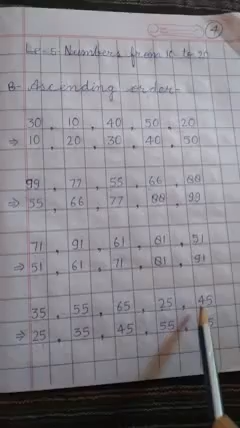 4
Le-5 Numbers from 10 to 99
B- Ascending order-
30, 10, 40, 50, 20
⇒ 10, 20, 30, 40, 50
99, 77, 55, 66, 88
⇒ 55, 66, 77, 88, 99
71, 91, 61, 81, 51
⇒ 51, 61, 71, 81, 91
35, 55, 65, 25, 45
⇒ 25, 35, 45, 55,